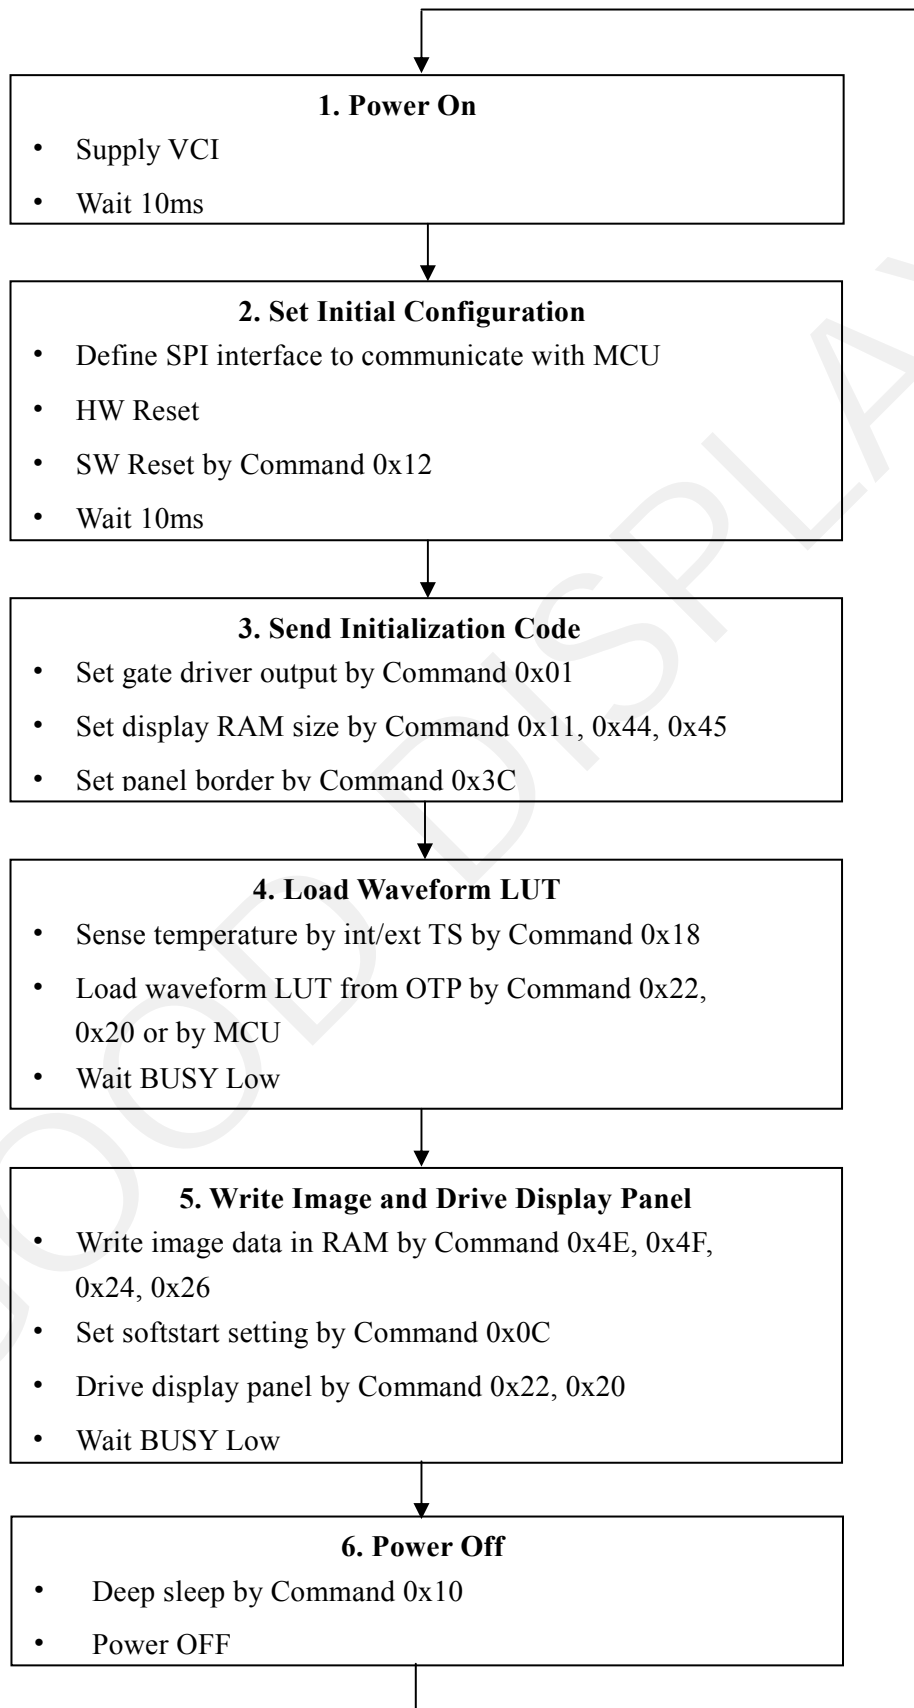 1. Power On
• Supply VCI
• Wait 10ms
2. Set Initial Configuration
• Define SPI interface to communicate with MCU
• HW Reset
• SW Reset by Command 0x12
• Wait 10ms
3. Send Initialization Code
• Set gate driver output by Command 0x01
• Set display RAM size by Command 0x11, 0x44, 0x45
• Set panel border by Command 0x3C
4. Load Waveform LUT
• Sense temperature by int/ext TS by Command 0x18
• Load waveform LUT from OTP by Command 0x22,
0x20 or by MCU
• Wait BUSY Low
5. Write Image and Drive Display Panel
• Write image data in RAM by Command 0x4E, 0x4F,
0x24, 0x26
• Set softstart setting by Command 0x0C
• Drive display panel by Command 0x22, 0x20
• Wait BUSY Low
6. Power Off
• Deep sleep by Command 0x10
• Power OFF
GOOD DISPLAY